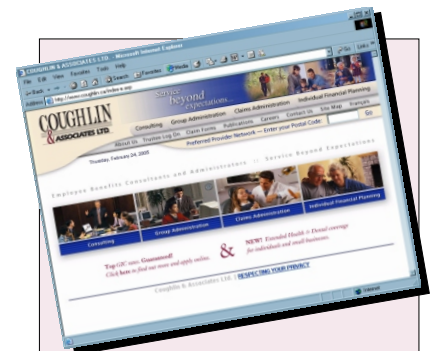 COUGHLIN & ASSOCIATES LTD. - Microsoft Internet Explorer
File Edit View Favorites Tools Help
Back Search Favorites Media
Address http://www.coughlin.ca/index-e.asp Go Links
COUGHLIN
& ASSOCIATES LTD.
Service
beyond
expectations...
Consulting Group Administration Claims Administration Individual Financial Planning
About Us Trustee Log On Claim Forms Publications Careers Contact Us Site Map Français
Preferred Provider Network — Enter your Postal Code: Go
Thursday, February 24, 2005
Employee Benefits Consultants and Administrators :: Service Beyond Expectations
Consulting Group Administration Claims Administration Individual Financial Planning
Top GIC rates. Guaranteed!
Click here to find out more and apply online.
&
NEW! Extended Health & Dental coverage
for individuals and small businesses.
Coughlin & Associates Ltd. | RESPECTING YOUR PRIVACY
Internet